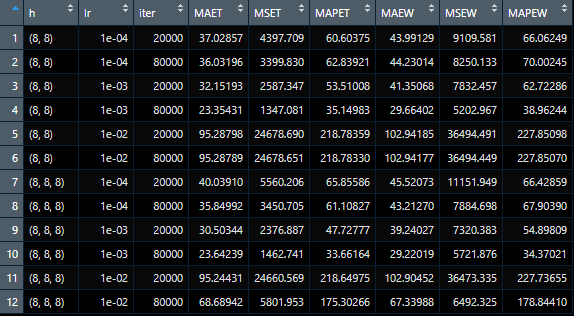 h lr iter MAET MSET MAPET MAEW MSEW MAPEW
1 (8, 8) 1e-04 20000 37.02857 4397.709 60.60375 43.99129 9109.581 66.06249
2 (8, 8) 1e-04 80000 36.03196 3399.830 62.83921 44.23014 8250.133 70.00245
3 (8, 8) 1e-03 20000 32.15193 2587.347 53.51008 41.35068 7832.457 62.72286
4 (8, 8) 1e-03 80000 23.35431 1347.081 35.14983 29.66402 5202.967 38.96244
5 (8, 8) 1e-02 20000 95.28798 24678.690 218.78359 102.94185 36494.491 227.85098
6 (8, 8) 1e-02 80000 95.28789 24678.651 218.78330 102.94177 36494.449 227.85070
7 (8, 8, 8) 1e-04 20000 40.03910 5560.206 65.85586 45.52073 11151.949 66.42859
8 (8, 8, 8) 1e-04 80000 35.84992 3450.705 61.10827 43.21270 7884.698 67.90390
9 (8, 8, 8) 1e-03 20000 30.50344 2376.887 47.72777 39.24027 7320.383 54.89809
10 (8, 8, 8) 1e-03 80000 23.64239 1462.741 33.66164 29.22019 5721.876 34.37021
11 (8, 8, 8) 1e-02 20000 95.24431 24660.569 218.64975 102.90452 36473.335 227.73655
12 (8, 8, 8) 1e-02 80000 68.68942 5801.953 175.30266 67.33988 6492.325 178.84410